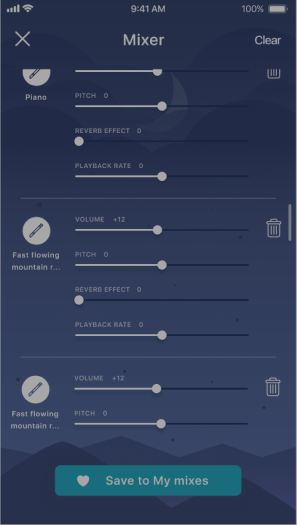 9:41 AM
100%
Mixer
Clear
Piano
PITCH 0
REVERB EFFECT 0
PLAYBACK RATE 0
VOLUME +12
Fast flowing
mountain r...
PITCH 0
REVERB EFFECT 0
PLAYBACK RATE 0
VOLUME +12
Fast flowing
mountain r...
PITCH 0
Save to My mixes